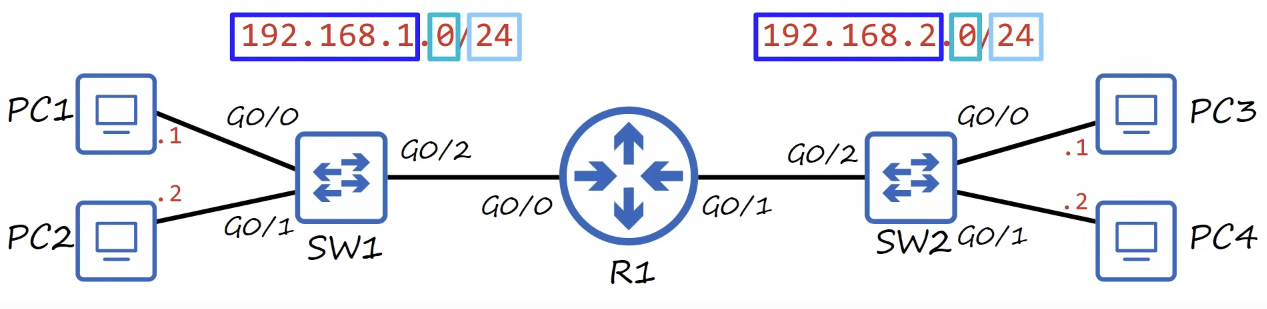 192.168.1.0/24
192.168.2.0/24
PC1
.1
G0/0
G0/2
G0/0
R1
G0/1
G0/2
G0/0
.1
PC3
PC2
.2
G0/1
SW1
SW2
G0/1
.2
PC4